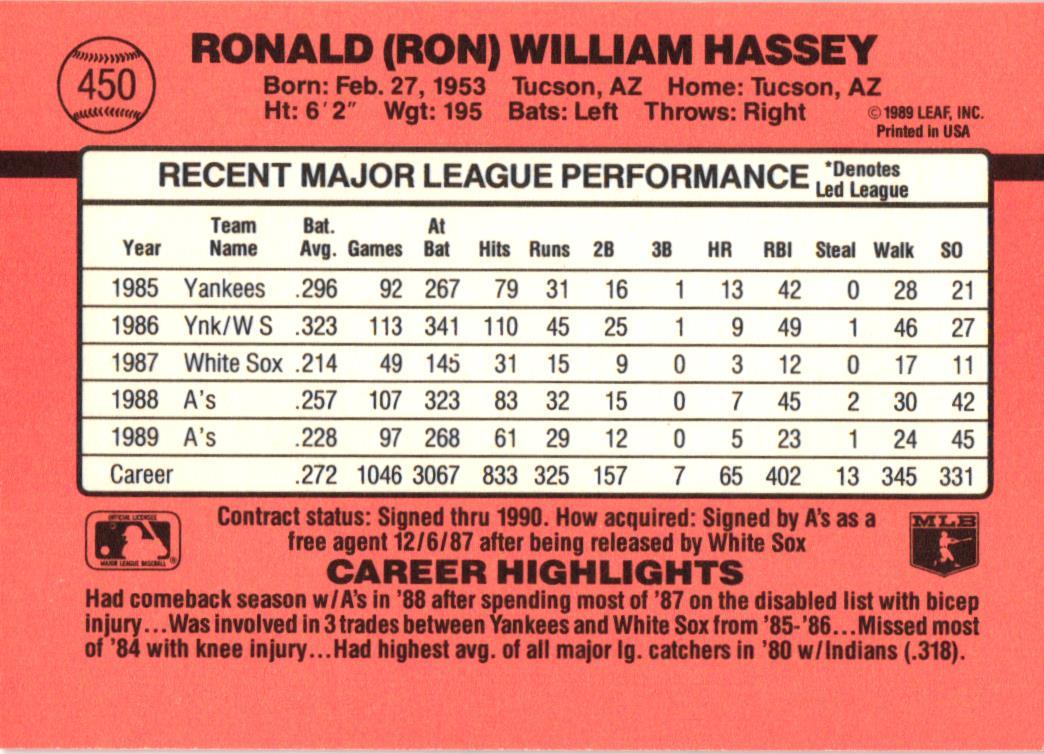 450
RONALD (RON) WILLIAM HASSEY
Born: Feb. 27, 1953 Tucson, AZ Home: Tucson, AZ
Ht: 6'2" Wgt: 195 Bats: Left Throws: Right
© 1989 LEAF, INC.
Printed in USA
RECENT MAJOR LEAGUE PERFORMANCE *Denotes Led League
Year Team Name Bat. Avg. Games At Bat Hits Runs 2B 3B HR RBI Steal Walk SO
1985 Yankees .296 92 267 79 31 16 1 13 42 0 28 21
1986 Ynk/W S .323 113 341 110 45 25 1 9 49 1 46 27
1987 White Sox .214 49 145 31 15 9 0 3 12 0 17 11
1988 A's .257 107 323 83 32 15 0 7 45 2 30 42
1989 A's .228 97 268 61 29 12 0 5 23 1 24 45
Career .272 1046 3067 833 325 157 7 65 402 13 345 331
OFFICIAL LICENSEE
MAJOR LEAGUE BASEBALL
®
Contract status: Signed thru 1990. How acquired: Signed by A's as a
free agent 12/6/87 after being released by White Sox
MLB
CAREER HIGHLIGHTS
Had comeback season w/A's in '88 after spending most of '87 on the disabled list with bicep
injury...Was involved in 3 trades between Yankees and White Sox from '85-'86...Missed most
of '84 with knee injury...Had highest avg. of all major lg. catchers in '80 w/Indians (.318).